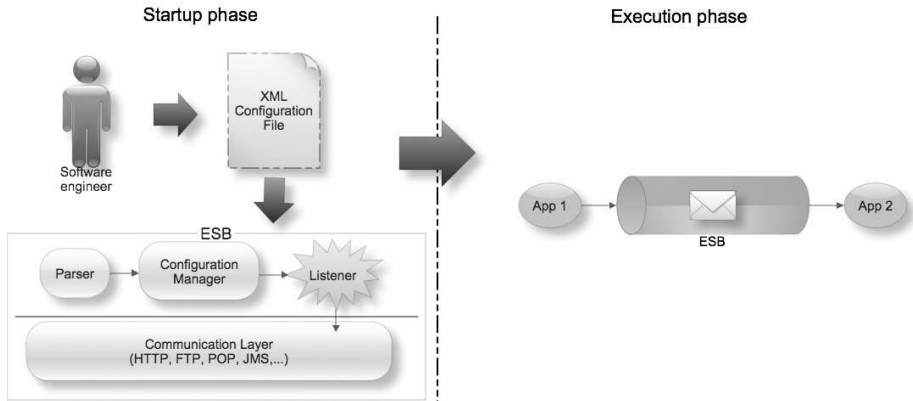 Startup phase
Execution phase
XML
Configuration
File
Software
engineer
ESB
Parser
Configuration
Manager
Listener
Communication Layer
(HTTP, FTP, POP, JMS,...)
App 1
App 2
ESB